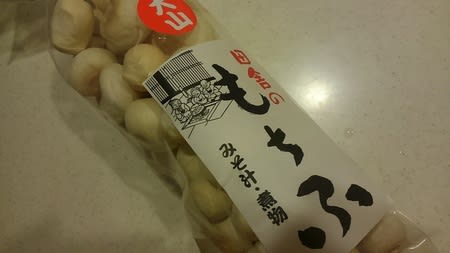 大山
田舎の
もちふ
みそ汁・煮物